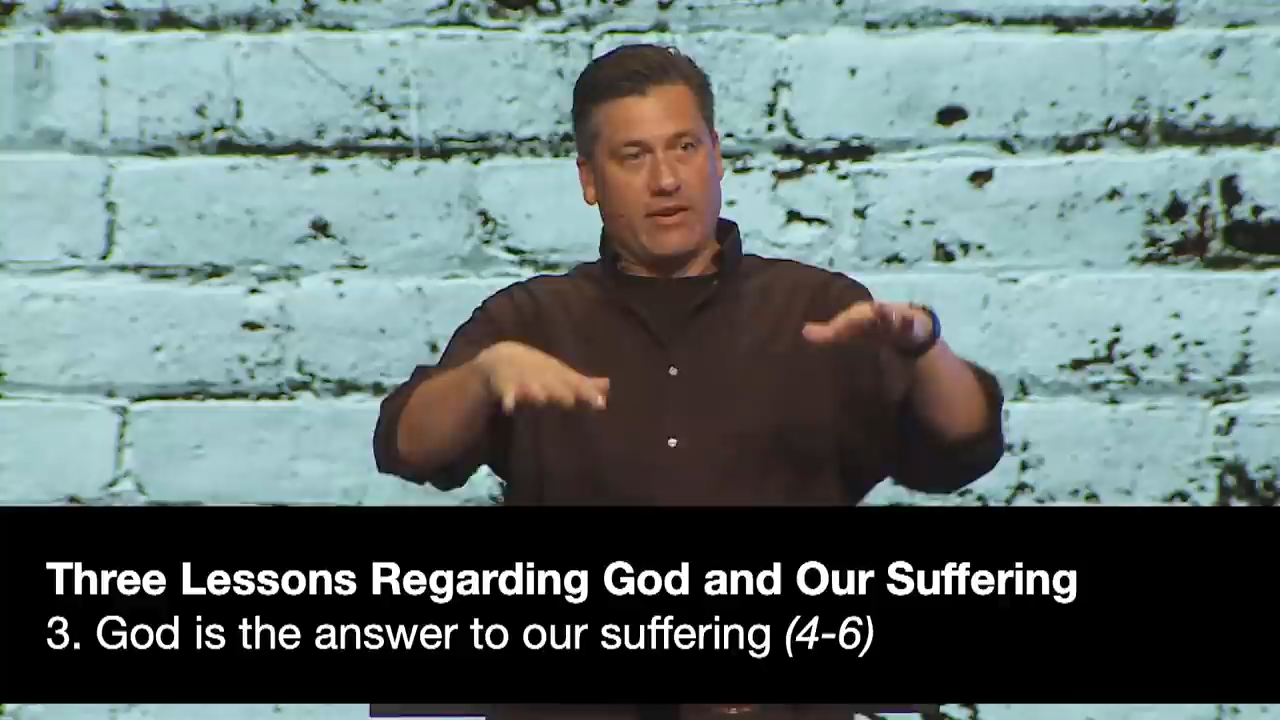 Three Lessons Regarding God and Our Suffering
3. God is the answer to our suffering (4-6)